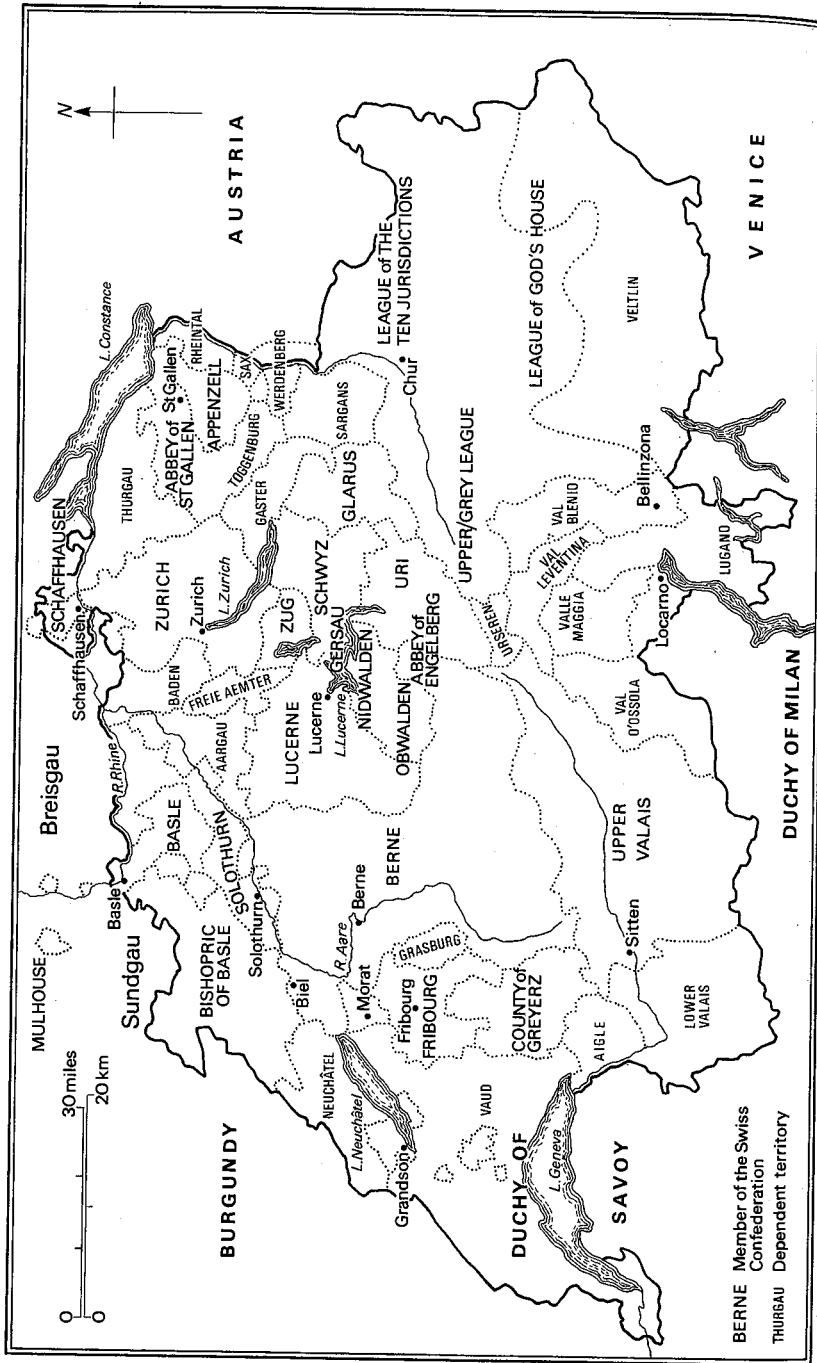 N
MULHOUSE
Breisgau
Sundgau
Basle
R.Rhine
SCHAFFHAUSEN
Schaffhausen
L.Constance
AUSTRIA
BURGUNDY
BISHOPRIC
OF BASLE
BASLE
SOLOTHURN
Solothurn
Biel
AARGAU
BADEN
FREIE AEMTER
ZURICH
Zurich
L.Zurich
THURGAU
ABBEY of
ST GALLEN
St Gallen
APPENZELL
RHEINTAL
SAX
WERDENBERG
TOGGENBURG
GASTER
SARGANS
GLARUS
ZUG
SCHWYZ
GERSAU
LUCERNE
Lucerne
L.Lucerne
NIDWALDEN
OBWALDEN
ABBEY of
ENGELBERG
URI
NEUCHÂTEL
L.Neuchâtel
Grandson
Morat
R.Aare
Berne
BERNE
Fribourg
FRIBOURG
GRASBURG
COUNTY of
GREYERZ
VAUD
AIGLE
DUCHY OF
SAVOY
L.Geneva
Sitten
UPPER
VALAIS
LOWER
VALAIS
URSEREN
UPPER/GREY LEAGUE
LEAGUE of THE
TEN JURISDICTIONS
Chur
LEAGUE of GOD'S HOUSE
VELTLIN
VAL
BLENIO
VAL
LEVENTINA
VALLE
MAGGIA
VAL
D'OSSOLA
Bellinzona
Locarno
LUGANO
DUCHY OF MILAN
VENICE
0 30 miles
0 20 km
BERNE Member of the Swiss
Confederation
THURGAU Dependent territory